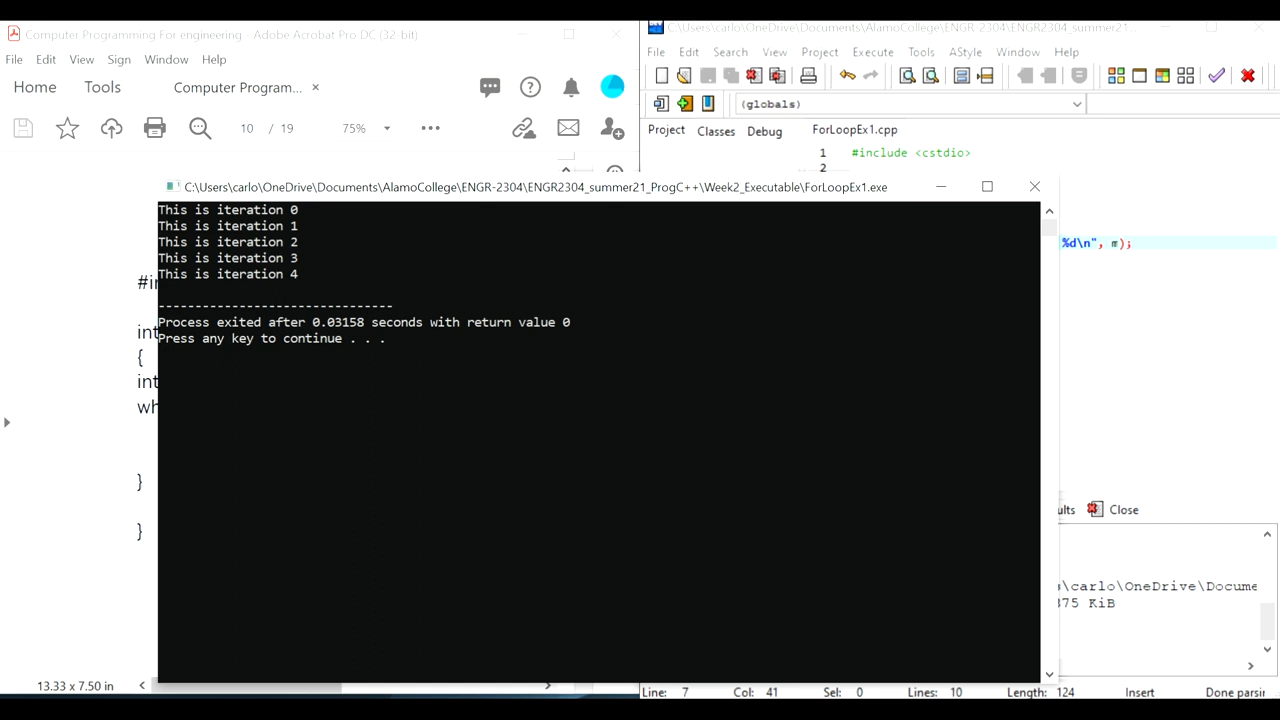 Computer Programming For engineering - Adobe Acrobat Pro DC (32-bit)
File Edit View Sign Window Help
Home Tools Computer Program... ×
10 / 19 75%
#i
int
{
int
wh
}
}
13.33 x 7.50 in
C:\Users\carlo\OneDrive\Documents\AlamoCollege\ENGR-2304\ENGR2304_summer21...
File Edit Search View Project Execute Tools AStyle Window Help
(globals)
Project Classes Debug
ForLoopEx1.cpp
1 #include <cstdio>
2
%d\n", m);
C:\Users\carlo\OneDrive\Documents\AlamoCollege\ENGR-2304\ENGR2304_summer21_ProgC++\Week2_Executable\ForLoopEx1.exe
This is iteration 0
This is iteration 1
This is iteration 2
This is iteration 3
This is iteration 4
--------------------------------
Process exited after 0.03158 seconds with return value 0
Press any key to continue . . .
ults Close
s\carlo\OneDrive\Docume
375 KiB
Line: 7 Col: 41 Sel: 0 Lines: 10 Length: 124 Insert Done parsi